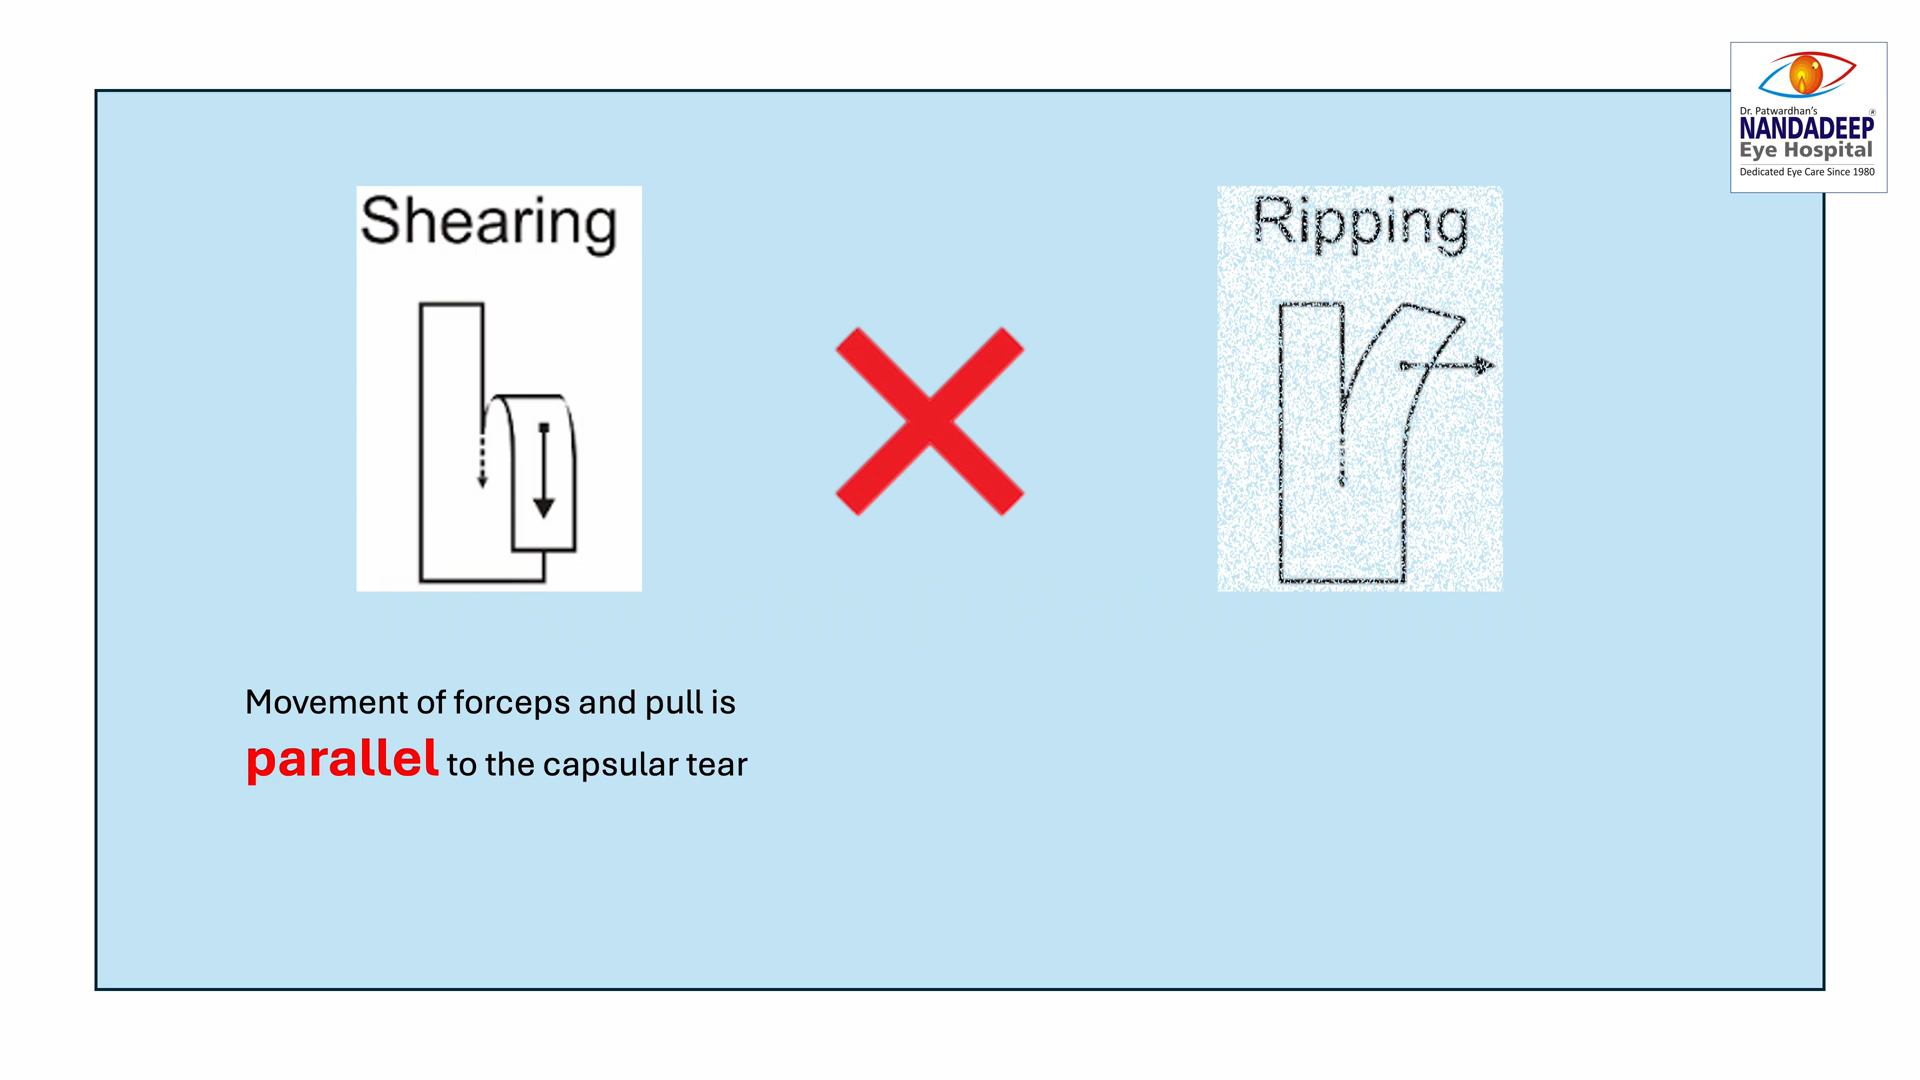 Dr. Patwardhan's
NANDADEEP ®
Eye Hospital
Dedicated Eye Care Since 1980
Shearing
Ripping
Movement of forceps and pull is
parallel to the capsular tear